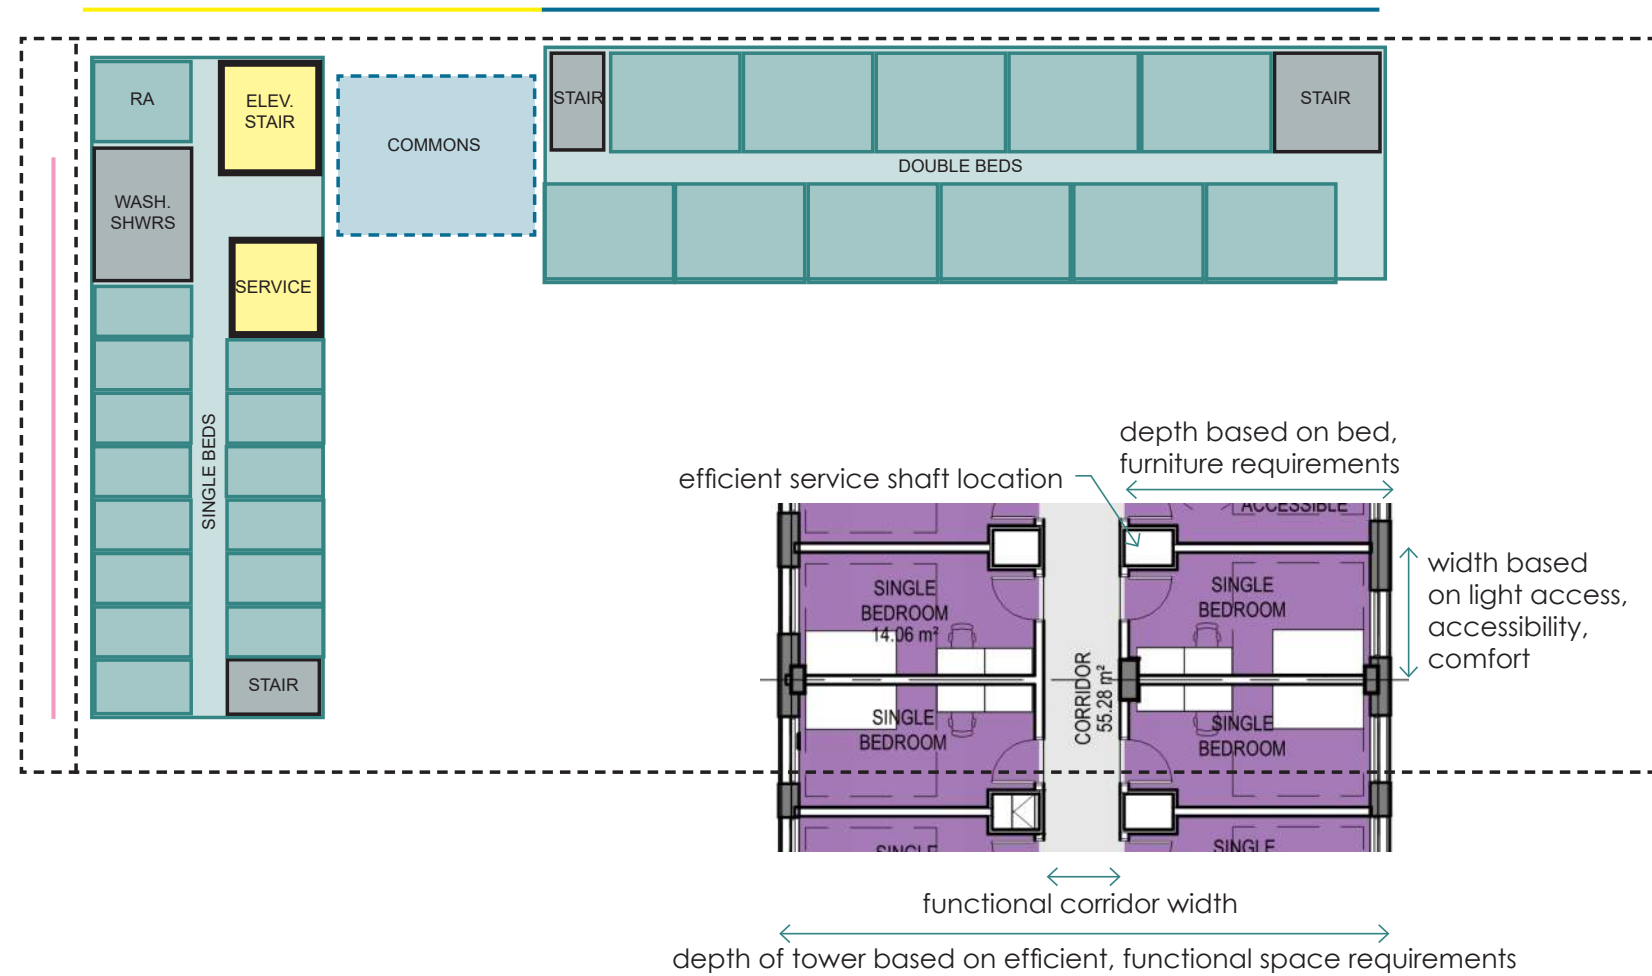 RA
ELEV.
STAIR
COMMONS
STAIR
STAIR
DOUBLE BEDS
WASH.
SHWRS
SERVICE
SINGLE BEDS
STAIR
depth based on bed,
furniture requirements
efficient service shaft location
ACCESSIBLE
width based
on light access,
accessibility,
comfort
SINGLE
BEDROOM
14.06 m²
SINGLE
BEDROOM
CORRIDOR
55.28 m²
SINGLE
BEDROOM
SINGLE
BEDROOM
SINGLE
SINGLE
functional corridor width
depth of tower based on efficient, functional space requirements